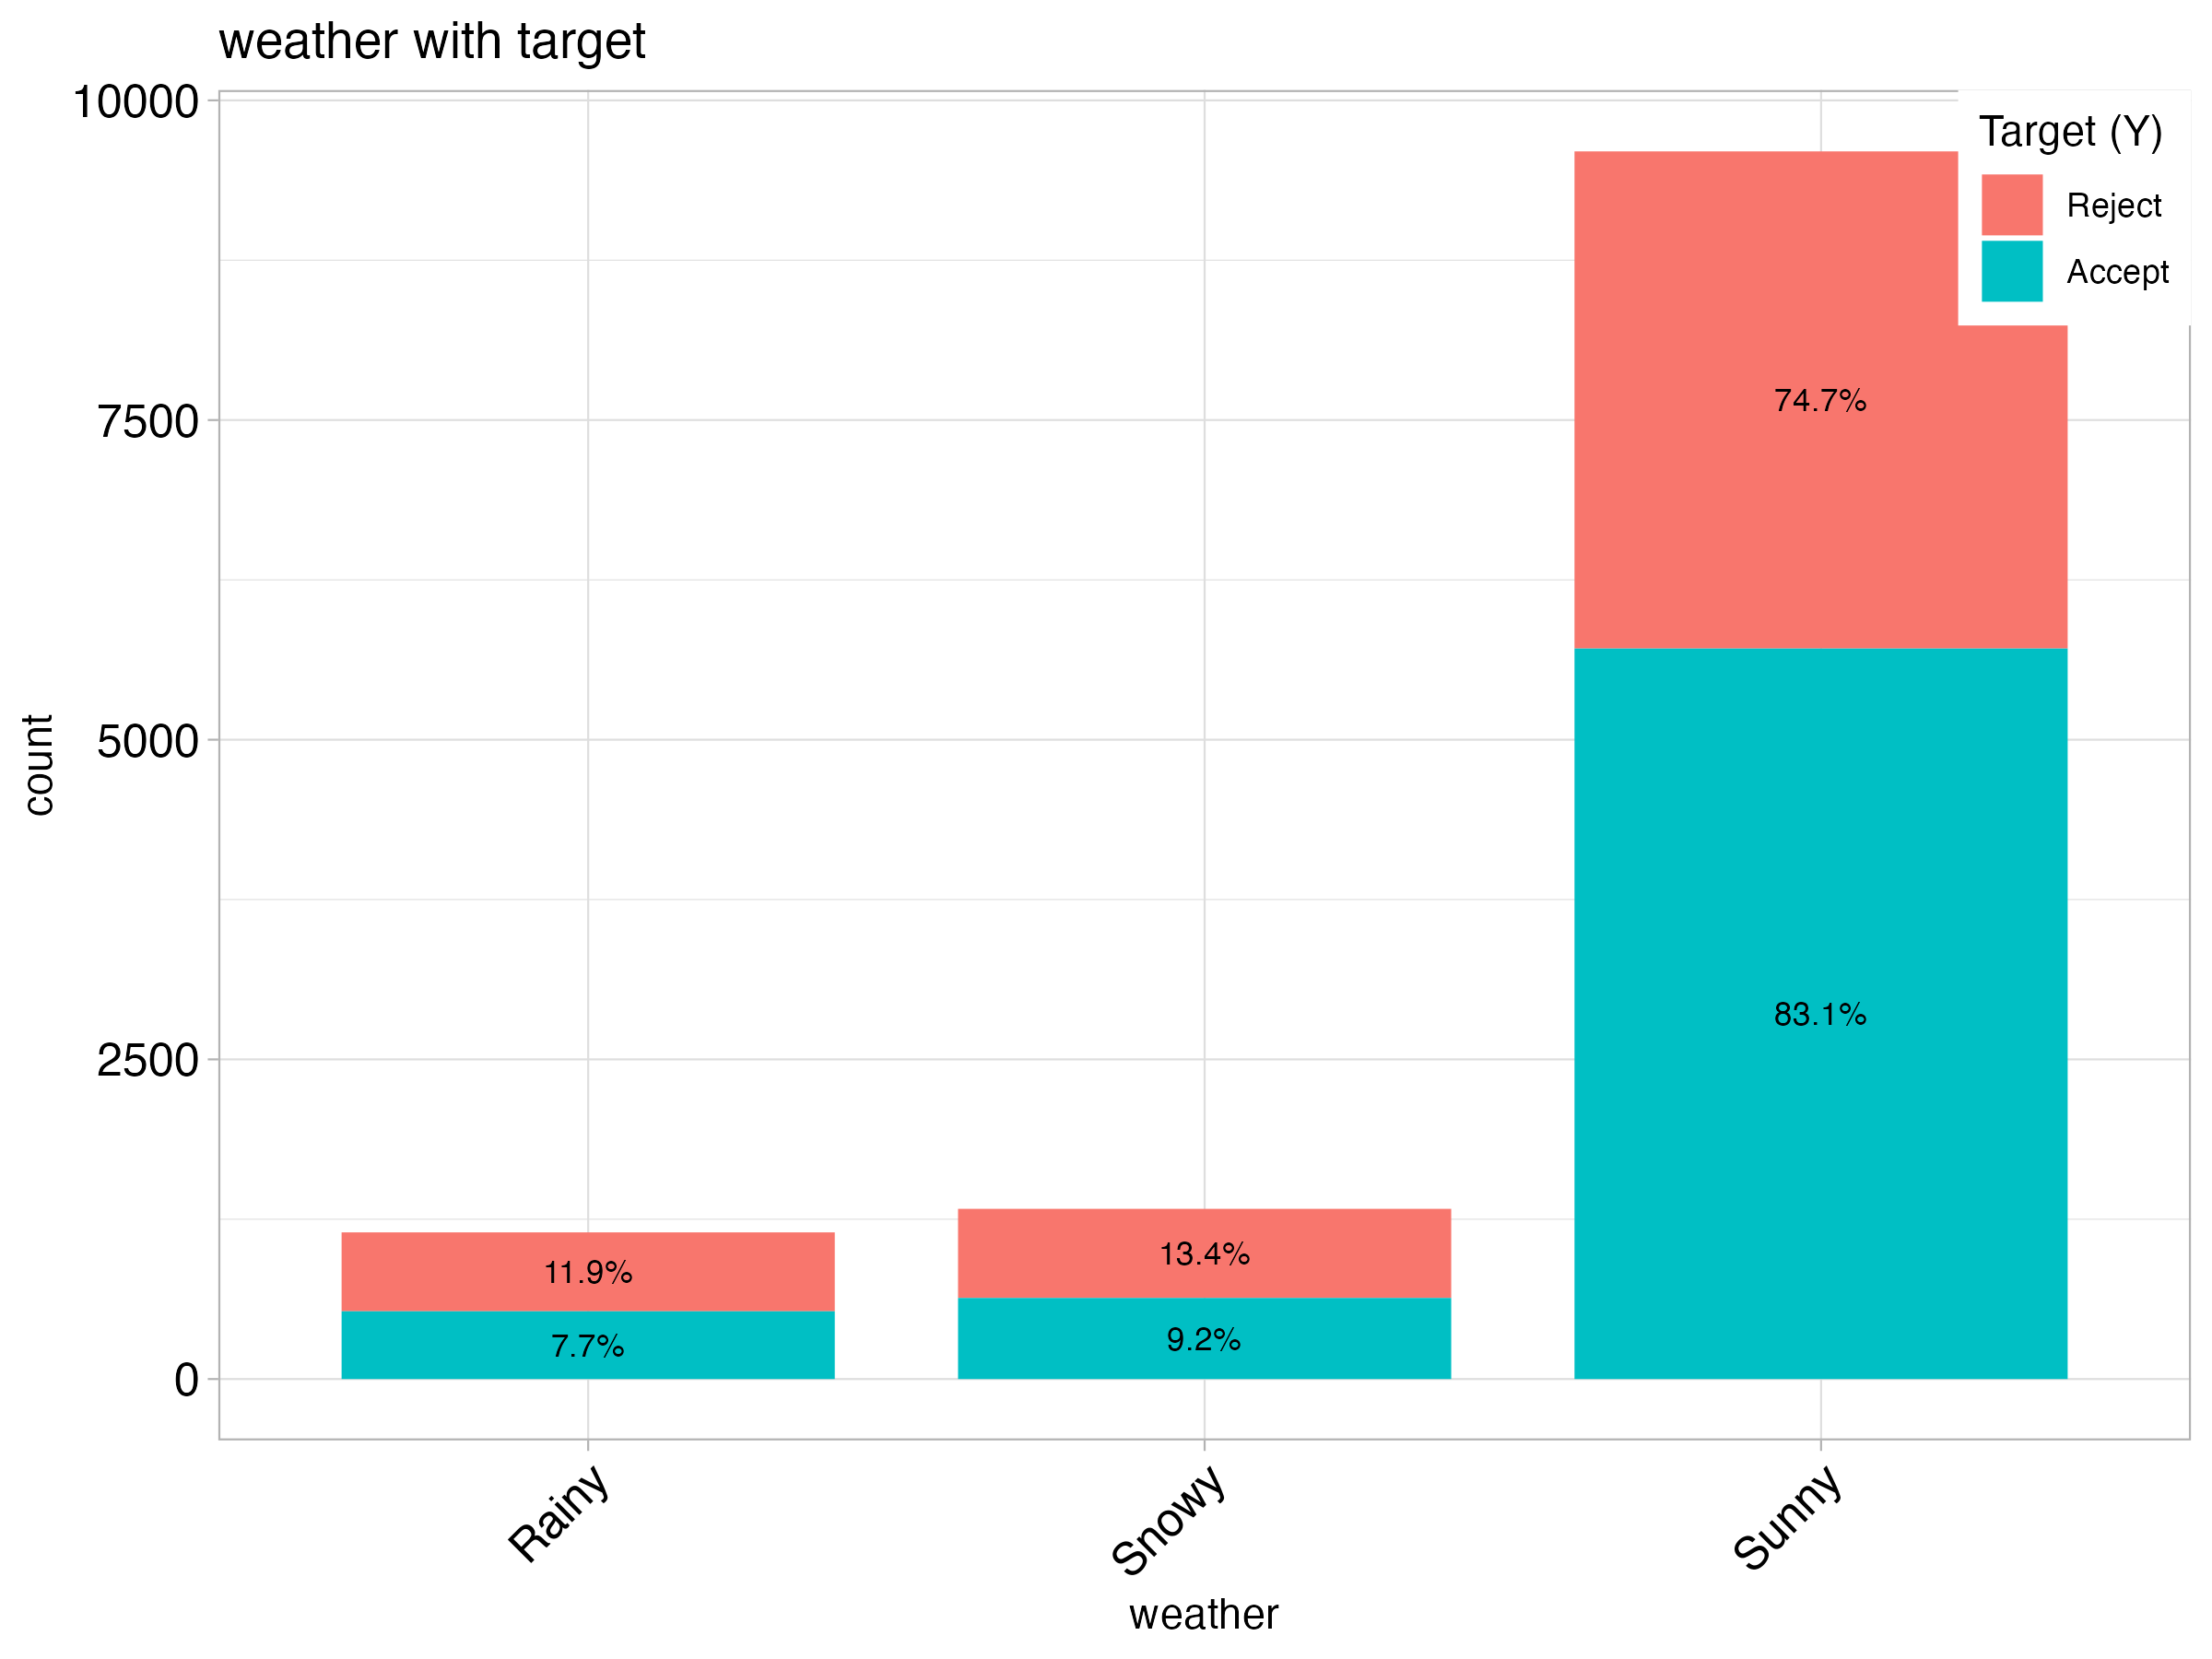 weather with target
10000
7500
5000
2500
0
count
Target (Y)
Reject
Accept
74.7%
83.1%
11.9%
7.7%
13.4%
9.2%
Rainy
Snowy
Sunny
weather